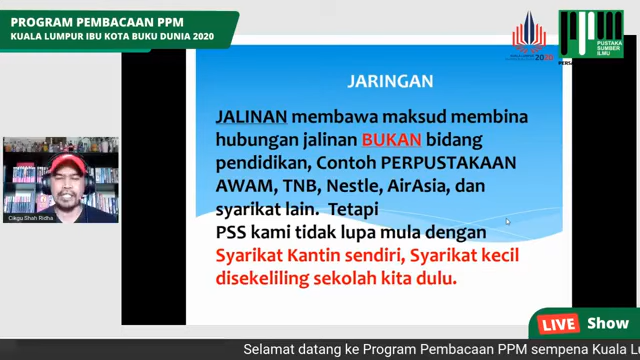 PROGRAM PEMBACAAN PPM
KUALA LUMPUR IBU KOTA BUKU DUNIA 2020
PUSTAKA
SUMBER
ILMU
JARINGAN
JALINAN membawa maksud membina
hubungan jalinan BUKAN bidang
pendidikan, Contoh PERPUSTAKAAN
AWAM, TNB, Nestle, AirAsia, dan
syarikat lain. Tetapi
PSS kami tidak lupa mula dengan
Syarikat Kantin sendiri, Syarikat kecil
disekeliling sekolah kita dulu.
Cikgu Shah Ridha
LIVE Show
Selamat datang ke Program Pembacaan PPM sempena Kuala Lu